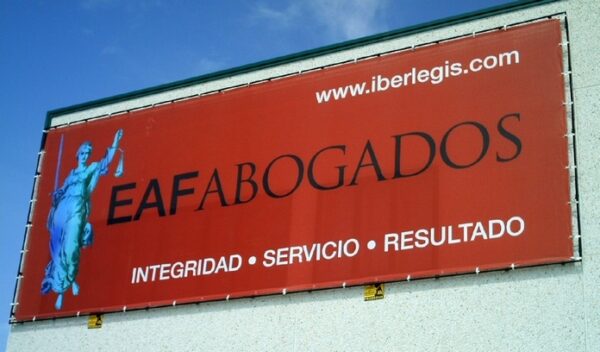 www.iberlegis.com
EAFABOGADOS
INTEGRIDAD • SERVICIO • RESULTADO